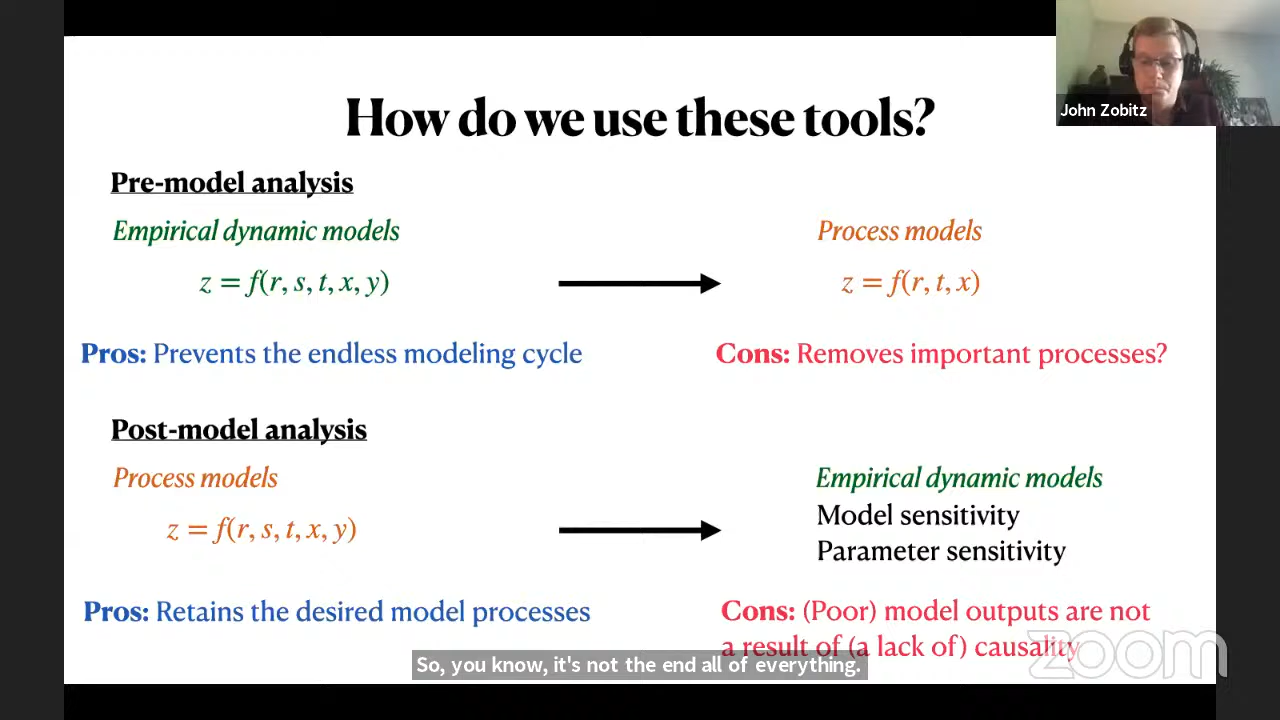 How do we use these tools?
John Zobitz
Pre-model analysis
Empirical dynamic models
Process models
z = f(r, s, t, x, y)
z = f(r, t, x)
Pros: Prevents the endless modeling cycle
Cons: Removes important processes?
Post-model analysis
Process models
Empirical dynamic models
z = f(r, s, t, x, y)
Model sensitivity
Parameter sensitivity
Pros: Retains the desired model processes
Cons: (Poor) model outputs are not
a result of (a lack of) causality
zoom
So, you know, it's not the end all of everything.